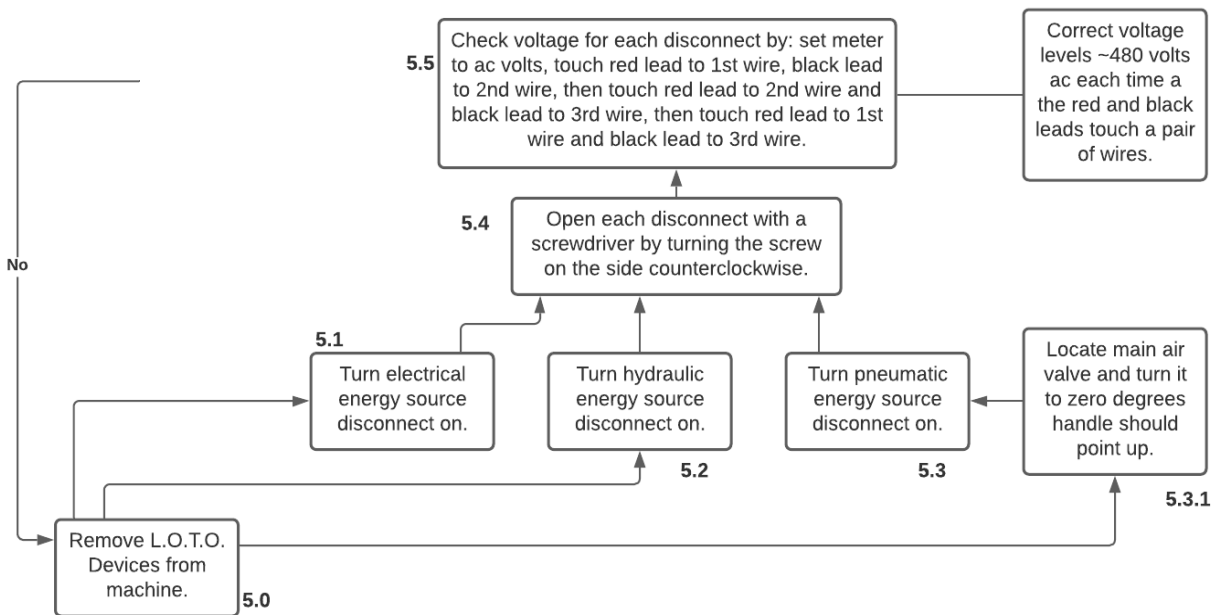 5.5
Check voltage for each disconnect by: set meter
to ac volts, touch red lead to 1st wire, black lead
to 2nd wire, then touch red lead to 2nd wire and
black lead to 3rd wire, then touch red lead to 1st
wire and black lead to 3rd wire.
Correct voltage
levels ~480 volts
ac each time a
the red and black
leads touch a pair
of wires.
5.4
Open each disconnect with a
screwdriver by turning the screw
on the side counterclockwise.
No
5.1
Turn electrical
energy source
disconnect on.
Turn hydraulic
energy source
disconnect on.
5.2
Turn pneumatic
energy source
disconnect on.
5.3
Locate main air
valve and turn it
to zero degrees
handle should
point up.
5.3.1
Remove L.O.T.O.
Devices from
machine.
5.0